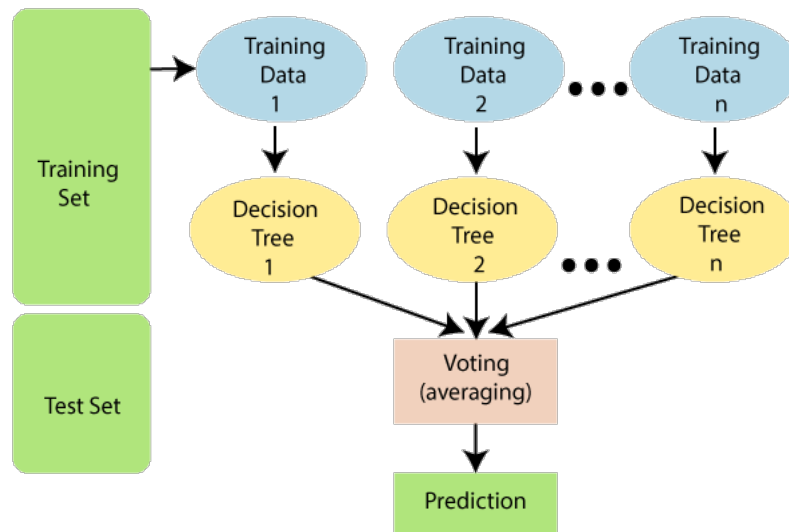 Training
Set
Test Set
Training
Data
1
Training
Data
2
Training
Data
n
Decision
Tree
1
Decision
Tree
2
Decision
Tree
n
Voting
(averaging)
Prediction